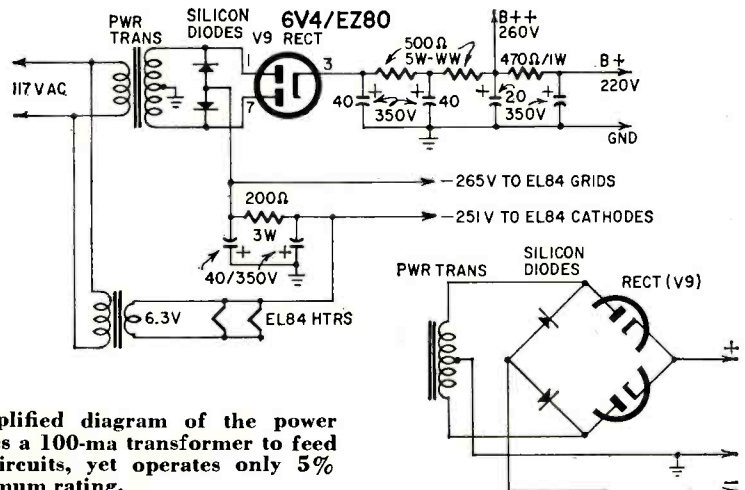 PWR TRANS
SILICON DIODES
6V4/EZ80
V9 RECT
1
3
7
117 V AC
500Ω
5W-WW
B++
260V
470Ω/1W
B+
220V
40 + + 40
350V
+ 20 +
350V
GND
-265V TO EL84 GRIDS
200Ω
3W
-251V TO EL84 CATHODES
+ +
40/350V
6.3V
EL84 HTRS
PWR TRANS
SILICON DIODES
RECT (V9)
+
plified diagram of the power
s a 100-ma transformer to feed
ircuits, yet operates only 5%
mum rating.